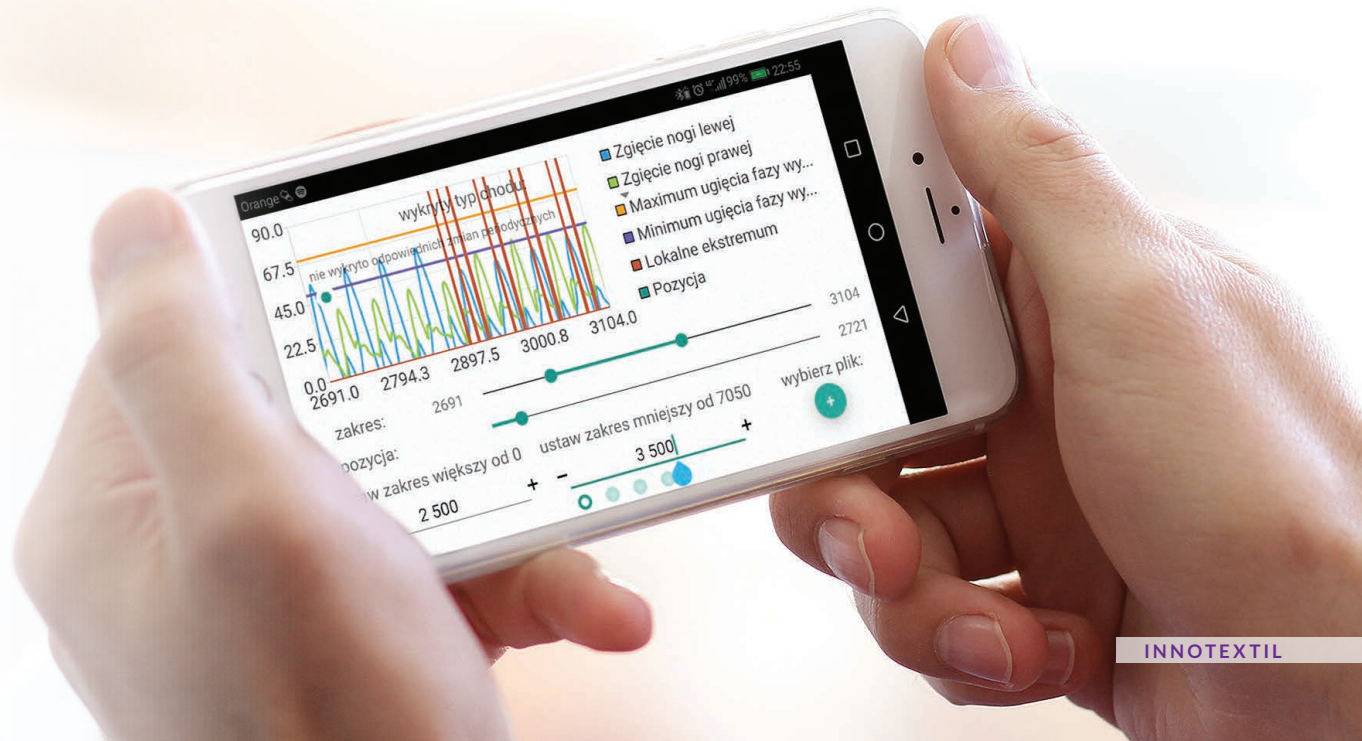 Orange 99% 22:55
90.0
67.5
45.0
22.5
0.0
wykryty typ chodu:
nie wykryto odpowiednich zmian periodycznych
2691.0 2794.3 2897.5 3000.8 3104.0
Zgięcie nogi lewej
Zgięcie nogi prawej
Maximum ugięcia fazy wy...
Minimum ugięcia fazy wy...
Lokalne ekstremum
Pozycja
zakres: 2691 3104
pozycja: 2721
aw zakres większy od 0
2 500 +
ustaw zakres mniejszy od 7050
− 3 500 +
wybierz plik:
+
INNOTEXTIL